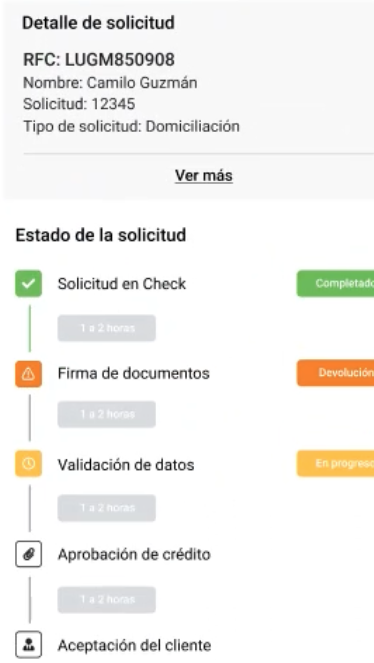 Detalle de solicitud
RFC: LUGM850908
Nombre: Camilo Guzmán
Solicitud: 12345
Tipo de solicitud: Domiciliación
Ver más
Estado de la solicitud
Solicitud en Check
Completado
1 a 2 horas
Firma de documentos
Devolución
1 a 2 horas
Validación de datos
En progreso
1 a 2 horas
Aprobación de crédito
1 a 2 horas
Aceptación del cliente